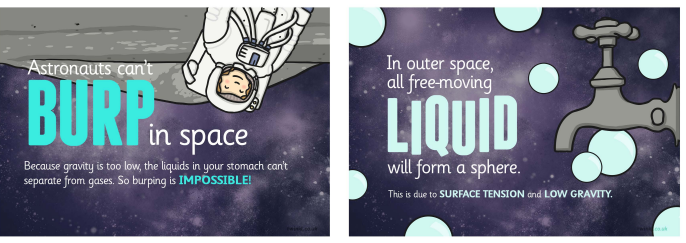 Astronauts can't
BURP in space
Because gravity is too low, the liquids in your stomach can't
separate from gases. So burping is IMPOSSIBLE!
In outer space,
all free-moving
LIQUID
will form a sphere.
This is due to SURFACE TENSION and LOW GRAVITY.